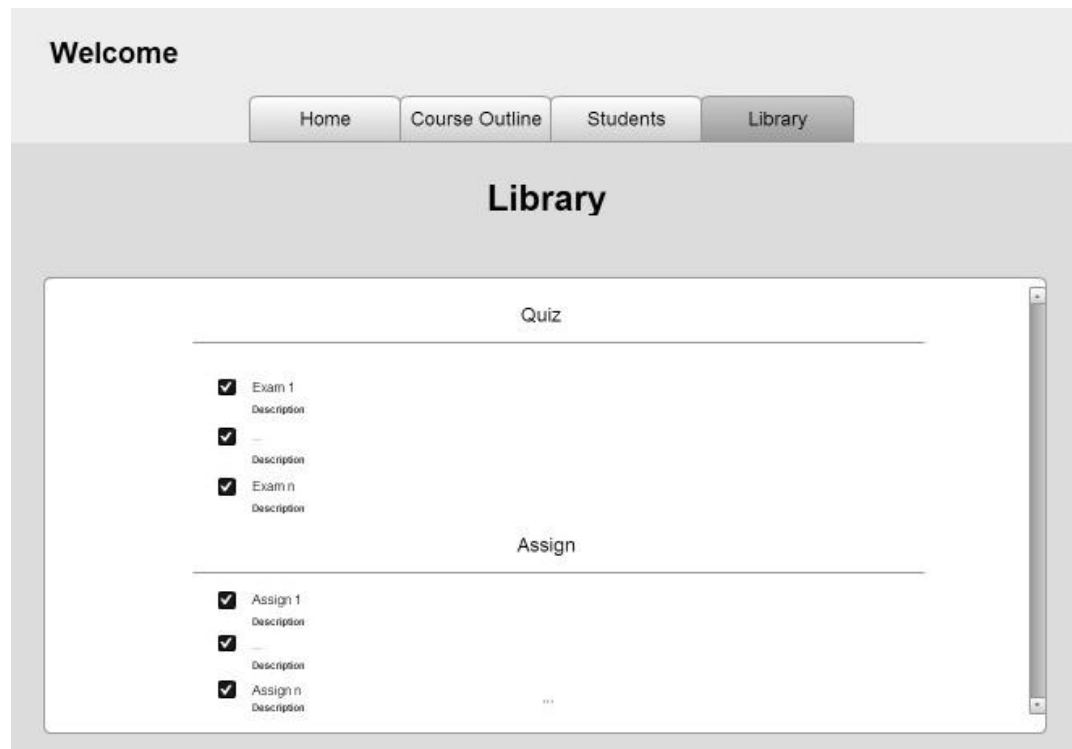 Welcome
Home Course Outline Students Library
Library
Quiz
Exam 1
Description
...
Description
Exam n
Description
Assign
Assign 1
Description
...
Description
Assign n
Description
...